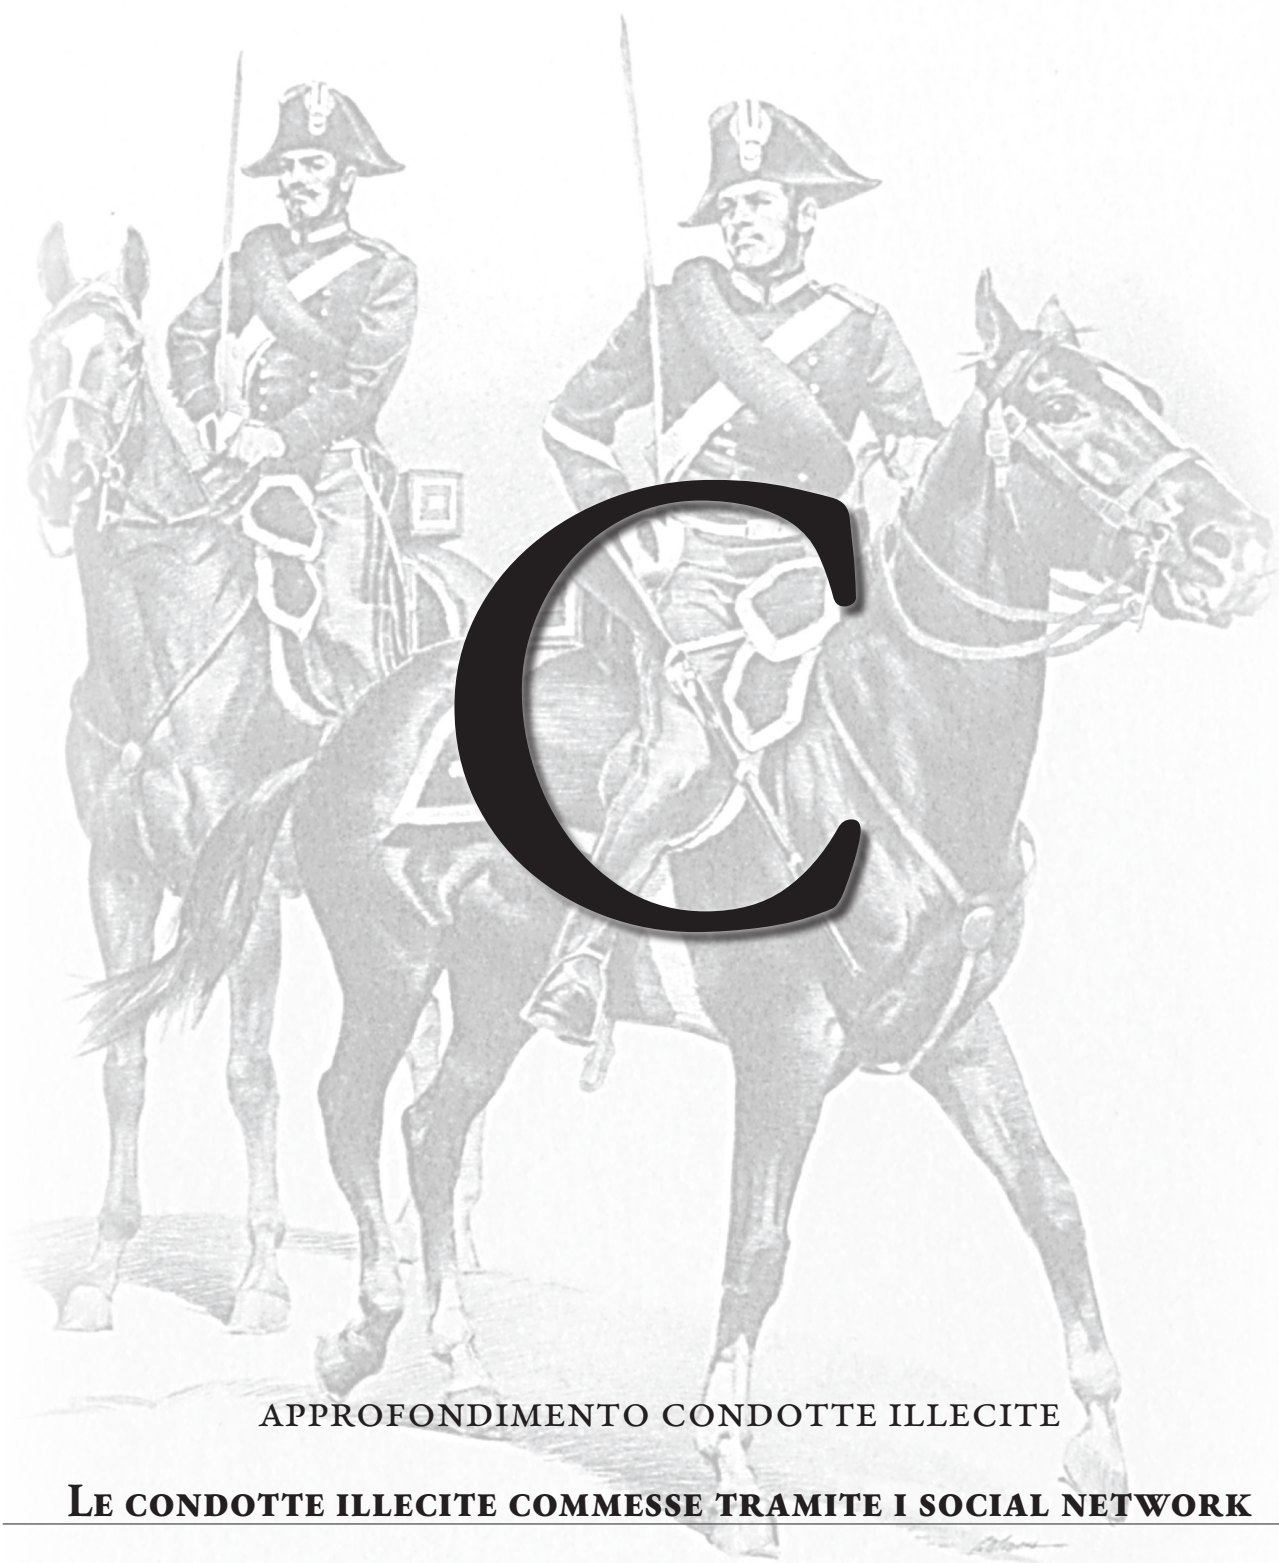 C
APPROFONDIMENTO CONDOTTE ILLECITE
LE CONDOTTE ILLECITE COMMESSE TRAMITE I SOCIAL NETWORK